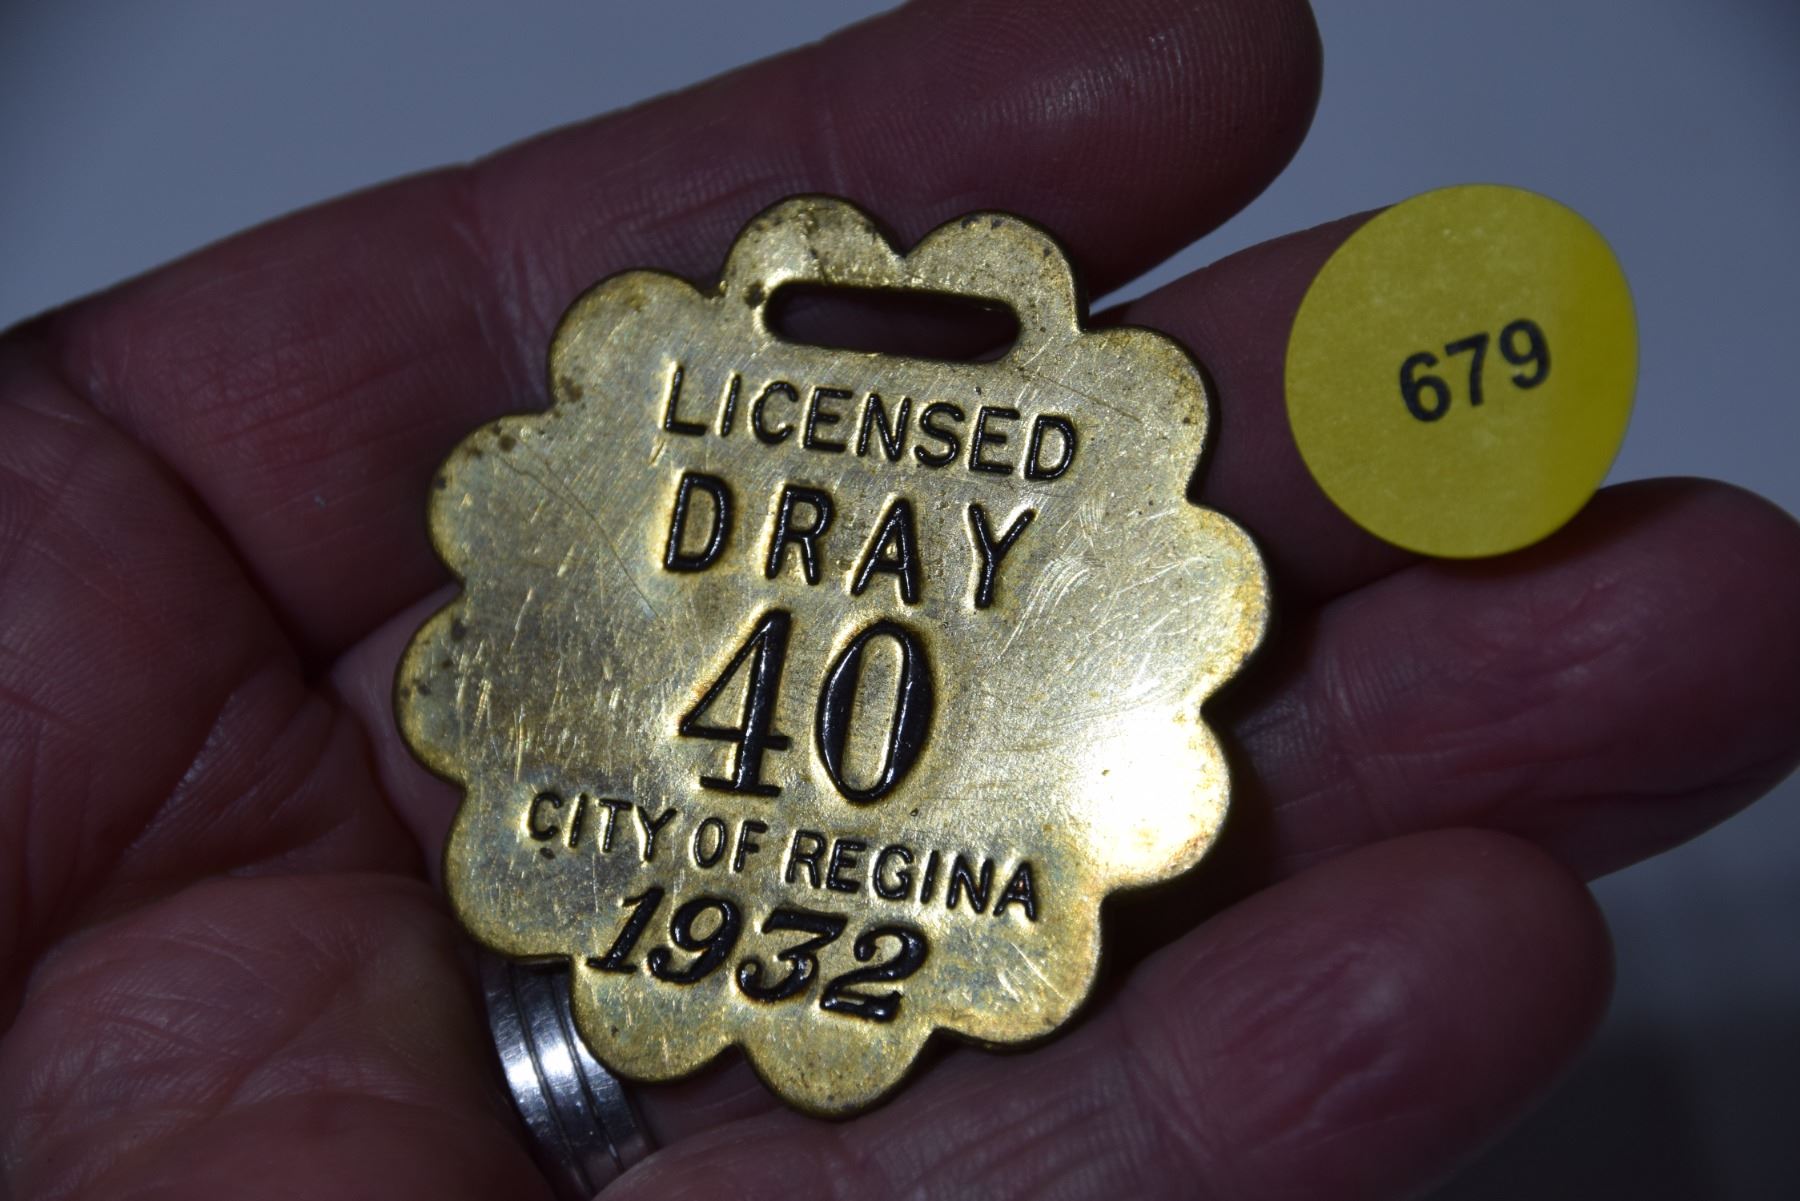 LICENSED
DRAY
40
CITY OF REGINA
1932
679